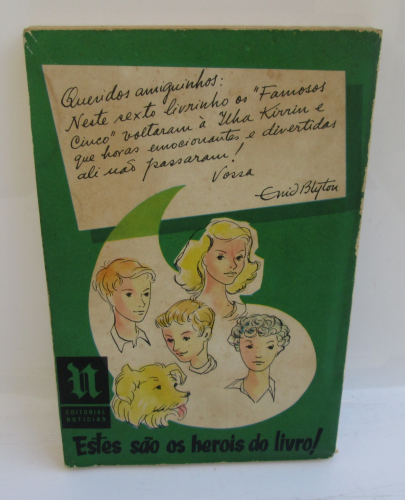 Queridos amiguinhos:
Neste sexto livrinho os "Famosos
Cinco" voltaram à Ilha Kirrin e
que horas emocionantes e divertidas
ali não passaram!
Vossa
Enid Blyton
N
EDITORIAL
NOTÍCIAS
Estes são os herois do livro!